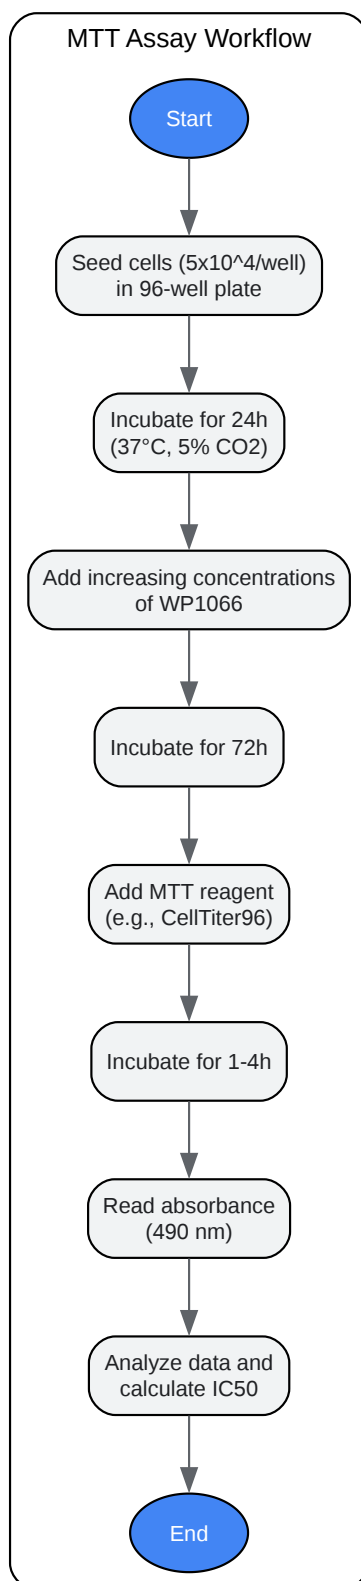 MTT Assay Workflow
Start
Seed cells (5x10^4/well)
in 96-well plate
Incubate for 24h
(37°C, 5% CO2)
Add increasing concentrations
of WP1066
Incubate for 72h
Add MTT reagent
(e.g., CellTiter96)
Incubate for 1-4h
Read absorbance
(490 nm)
Analyze data and
calculate IC50
End